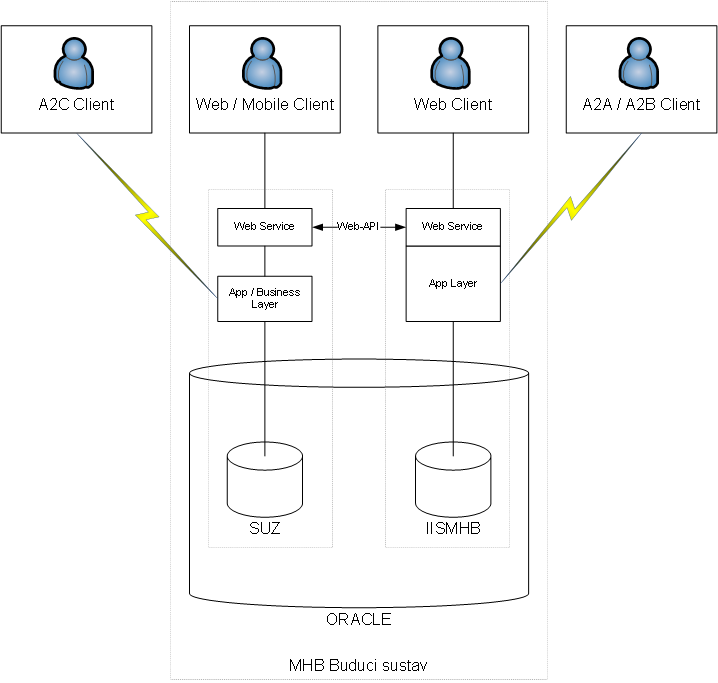 A2C Client
Web / Mobile Client
Web Client
A2A / A2B Client
Web Service
Web-API
Web Service
App / Business
Layer
App Layer
SUZ
IISMHB
ORACLE
MHB Buduci sustav